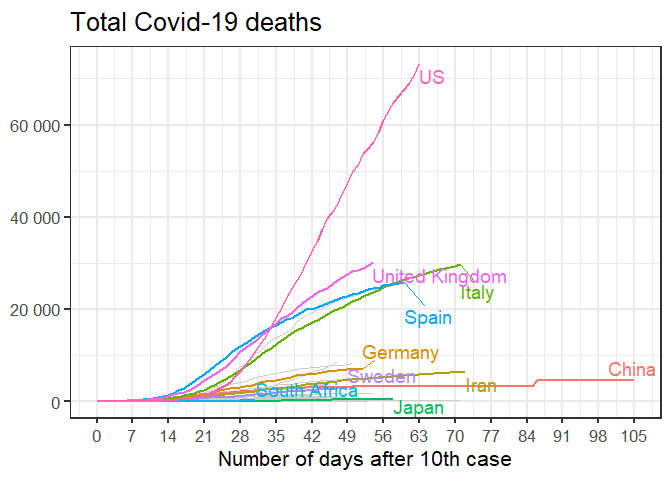 Total Covid-19 deaths
US
60 000
40 000
United Kingdom
Italy
20 000
Spain
Germany
China
Sweden
Iran
South Africa
Japan
0
0 7 14 21 28 35 42 49 56 63 70 77 84 91 98 105
Number of days after 10th case